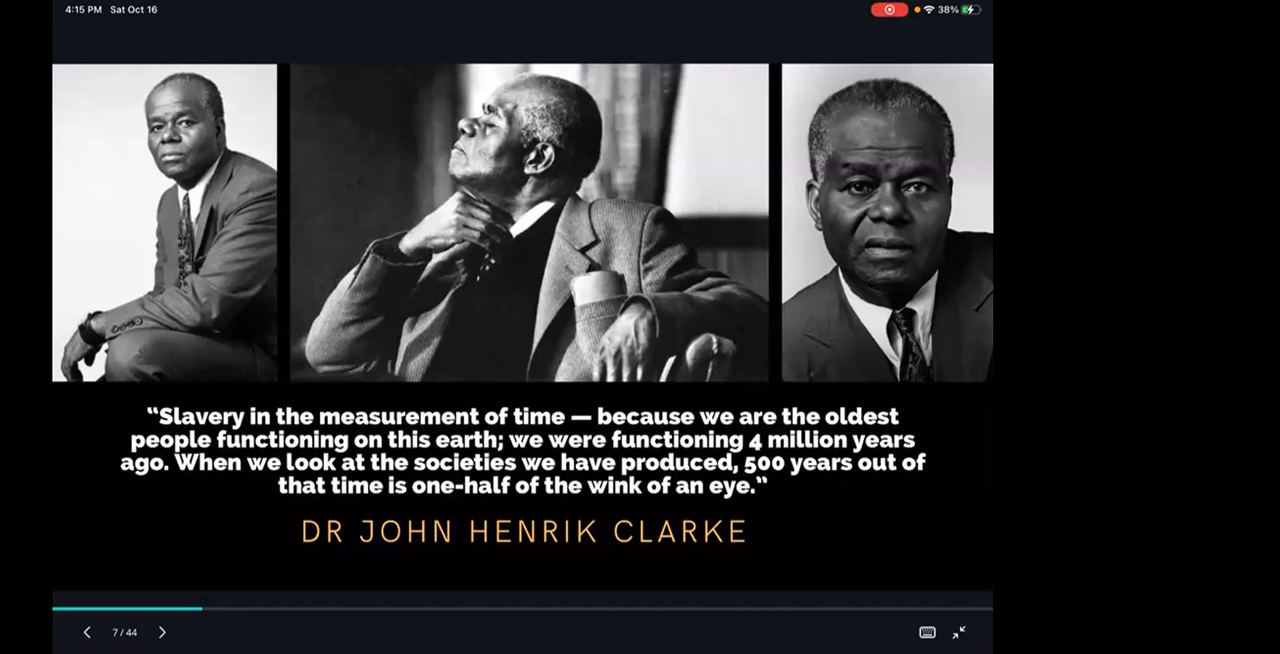 4:15 PM Sat Oct 16
38%
“Slavery in the measurement of time — because we are the oldest
people functioning on this earth; we were functioning 4 million years
ago. When we look at the societies we have produced, 500 years out of
that time is one-half of the wink of an eye.”
DR JOHN HENRIK CLARKE
7 / 44